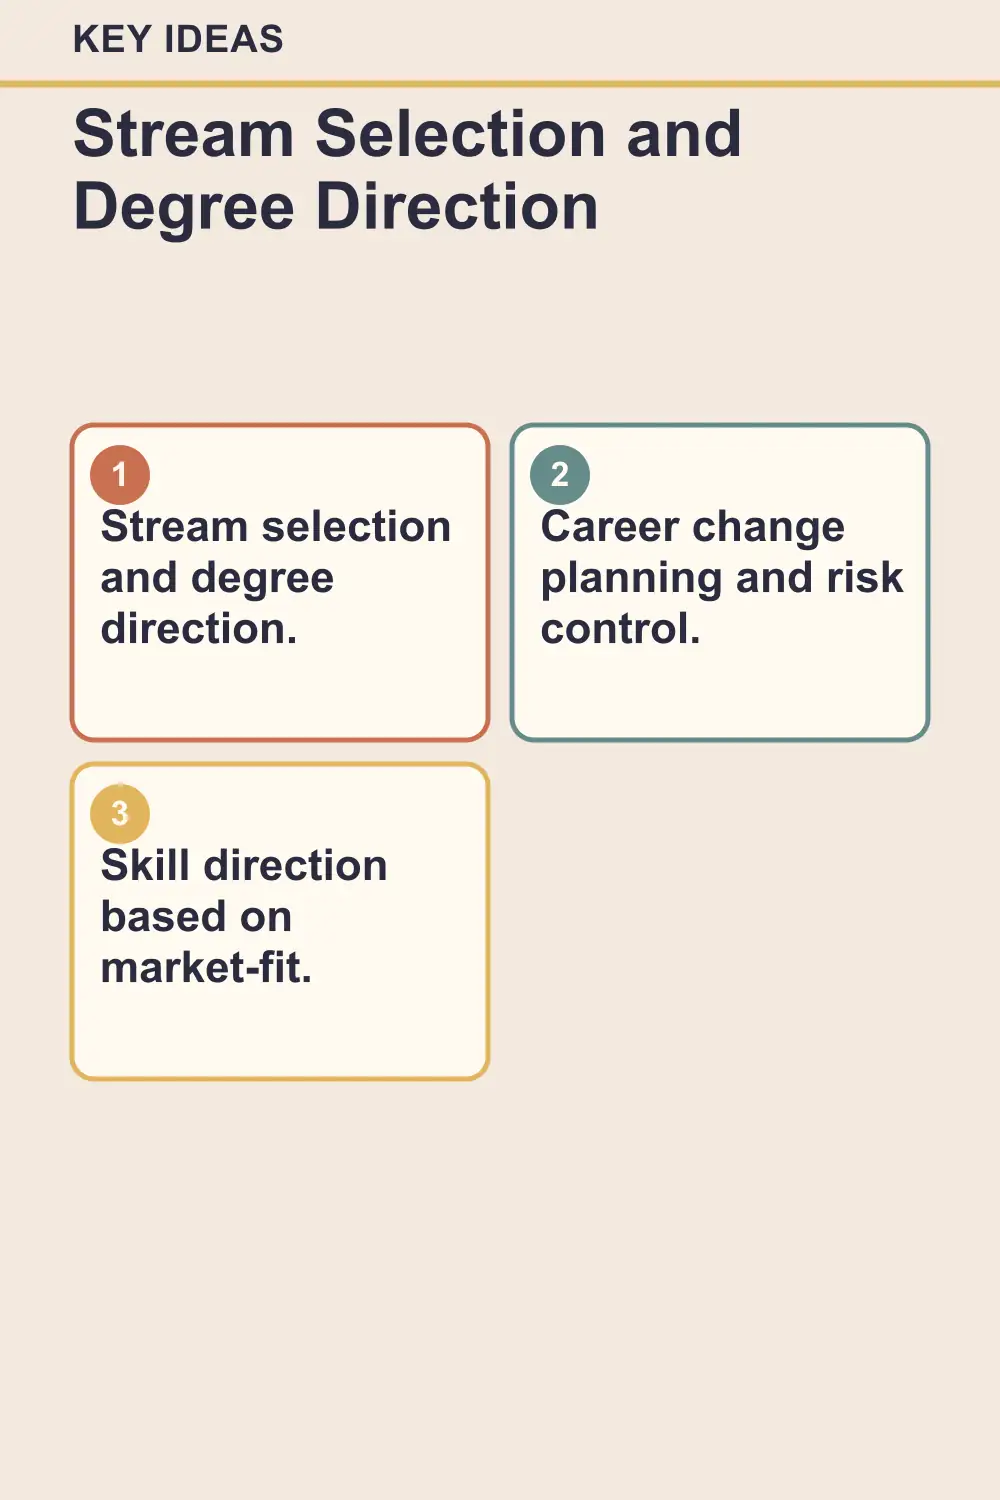 KEY IDEAS
Stream Selection and
Degree Direction
1
Stream selection
and degree
direction.
2
Career change
planning and risk
control.
3
Skill direction
based on
market-fit.